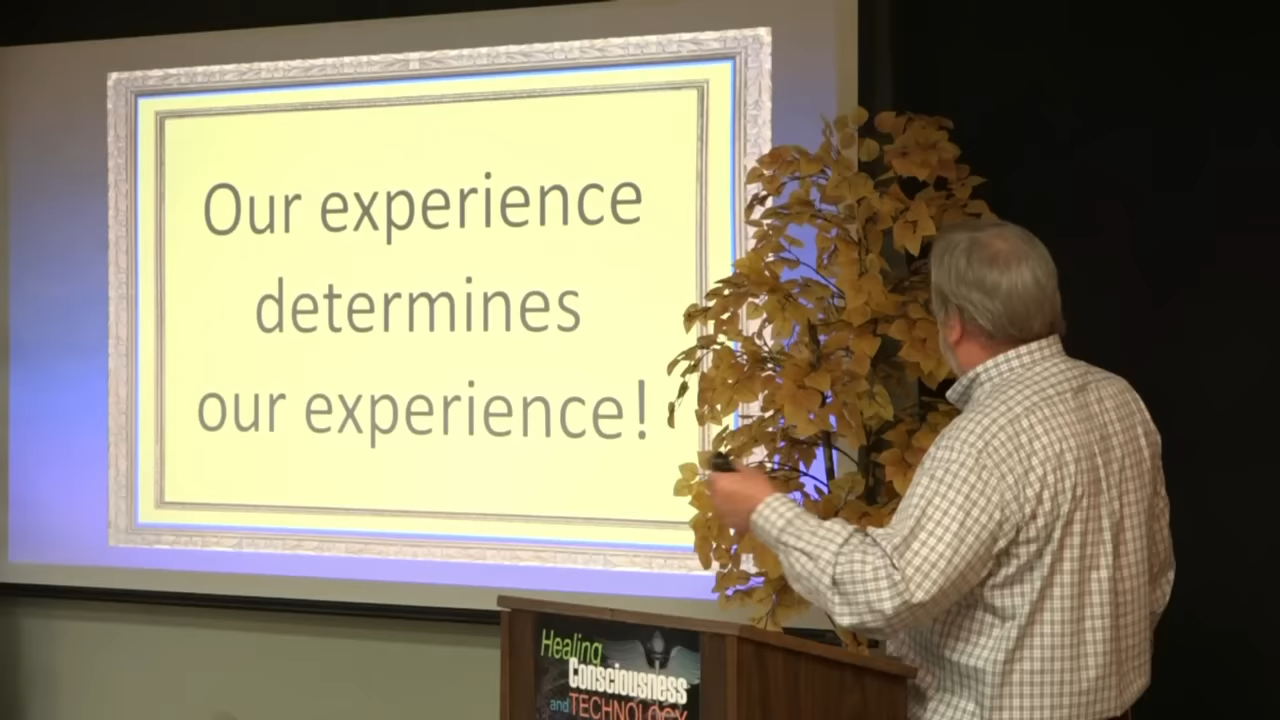 Our experience
determines
our experience!
Healing
Consciousness
and TECHNOLOGY